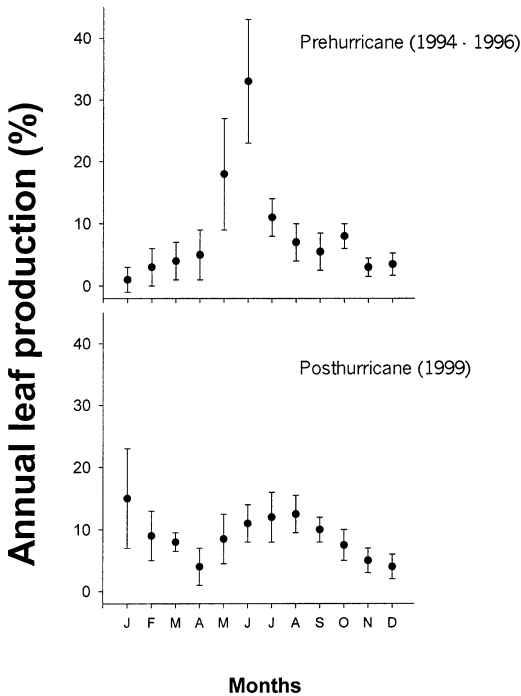 Annual leaf production (%)
Prehurricane (1994 - 1996)
40
30
20
10
0
Posthurricane (1999)
40
30
20
10
0
J F M A M J J A S O N D
Months